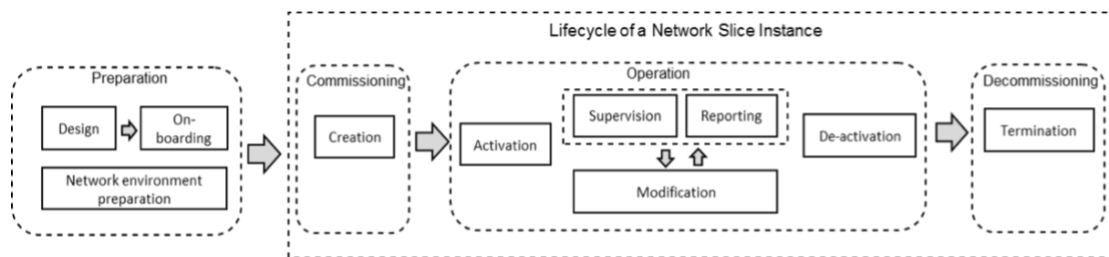 Lifecycle of a Network Slice Instance
Preparation
Design
On-
boarding
Network environment
preparation
Commissioning
Creation
Operation
Activation
Supervision
Reporting
Modification
De-activation
Decommissioning
Termination